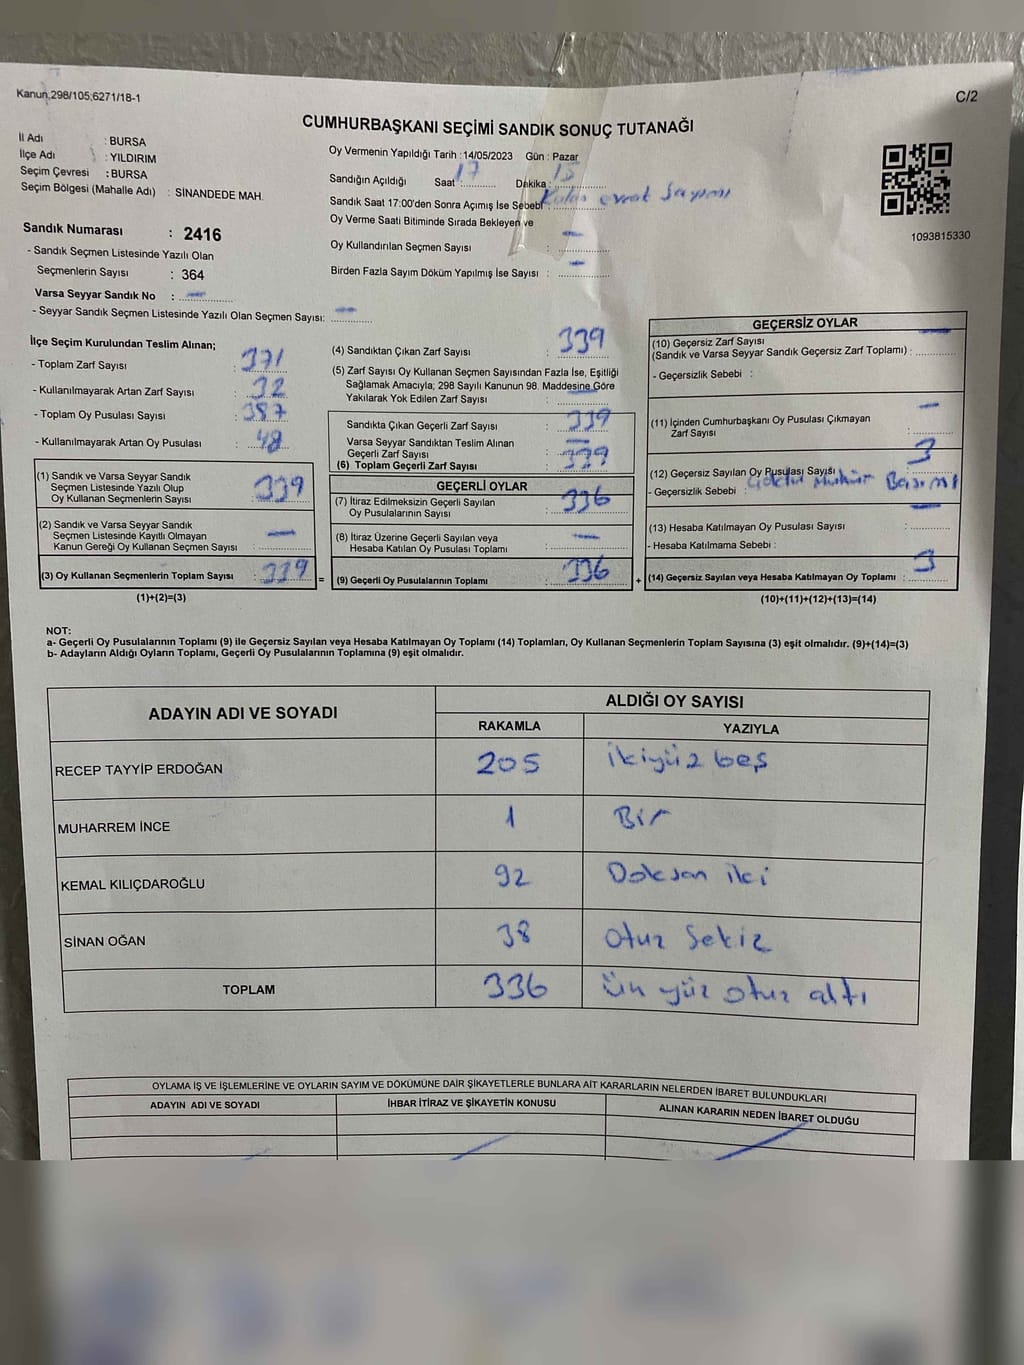 Kanun;298/105;6271/18-1
C/2
CUMHURBAŞKANI SEÇİMİ SANDIK SONUÇ TUTANAĞI
İl Adı : BURSA
İlçe Adı : YILDIRIM
Seçim Çevresi : BURSA
Seçim Bölgesi (Mahalle Adı) : SİNANDEDE MAH.
Sandık Numarası : 2416
- Sandık Seçmen Listesinde Yazılı Olan
Seçmenlerin Sayısı : 364
Varsa Seyyar Sandık No : —
- Seyyar Sandık Seçmen Listesinde Yazılı Olan Seçmen Sayısı: —
Oy Vermenin Yapıldığı Tarih : 14/05/2023 Gün : Pazar
Sandığın Açıldığı Saat : 17 Dakika : 15
Sandık Saat 17:00'den Sonra Açımış İse Sebebi : evrat Sayımı
Oy Verme Saati Bitiminde Sırada Bekleyen ve
Oy Kullandırılan Seçmen Sayısı : —
Birden Fazla Sayım Döküm Yapılmış İse Sayısı : —
1093815330
İlçe Seçim Kurulundan Teslim Alınan;
- Toplam Zarf Sayısı : 371
- Kullanılmayarak Artan Zarf Sayısı : 32
- Toplam Oy Pusulası Sayısı : 387
- Kullanılmayarak Artan Oy Pusulası : 48
(1) Sandık ve Varsa Seyyar Sandık
Seçmen Listesinde Yazılı Olup
Oy Kullanan Seçmenlerin Sayısı : 339
(2) Sandık ve Varsa Seyyar Sandık
Seçmen Listesinde Kayıtlı Olmayan
Kanun Gereği Oy Kullanan Seçmen Sayısı : —
(3) Oy Kullanan Seçmenlerin Toplam Sayısı : 339 =
(1)+(2)=(3)
(4) Sandıktan Çıkan Zarf Sayısı : 339
(5) Zarf Sayısı Oy Kullanan Seçmen Sayısından Fazla İse, Eşitliği
Sağlamak Amacıyla; 298 Sayılı Kanunun 98. Maddesine Göre
Yakılarak Yok Edilen Zarf Sayısı : —
Sandıkta Çıkan Geçerli Zarf Sayısı : 339
Varsa Seyyar Sandıktan Teslim Alınan
Geçerli Zarf Sayısı : —
(6) Toplam Geçerli Zarf Sayısı : 339
GEÇERLİ OYLAR
(7) İtiraz Edilmeksizin Geçerli Sayılan
Oy Pusulalarının Sayısı : 336
(8) İtiraz Üzerine Geçerli Sayılan veya
Hesaba Katılan Oy Pusulası Toplamı : —
(9) Geçerli Oy Pusulalarının Toplamı : 336 +
GEÇERSİZ OYLAR
(10) Geçersiz Zarf Sayısı
(Sandık ve Varsa Seyyar Sandık Geçersiz Zarf Toplamı) : —
- Geçersizlik Sebebi :
(11) İçinden Cumhurbaşkanı Oy Pusulası Çıkmayan
Zarf Sayısı : —
(12) Geçersiz Sayılan Oy Pusulası Sayısı : 3
- Geçersizlik Sebebi : Mühür Basımı
(13) Hesaba Katılmayan Oy Pusulası Sayısı : —
- Hesaba Katılmama Sebebi :
(14) Geçersiz Sayılan veya Hesaba Katılmayan Oy Toplamı : 3
(10)+(11)+(12)+(13)=(14)
NOT:
a- Geçerli Oy Pusulalarının Toplamı (9) ile Geçersiz Sayılan veya Hesaba Katılmayan Oy Toplamı (14) Toplamları, Oy Kullanan Seçmenlerin Toplam Sayısına (3) eşit olmalıdır. (9)+(14)=(3)
b- Adayların Aldığı Oyların Toplamı, Geçerli Oy Pusulalarının Toplamına (9) eşit olmalıdır.
ADAYIN ADI VE SOYADI
ALDIĞI OY SAYISI
RAKAMLA YAZIYLA
RECEP TAYYİP ERDOĞAN 205 ikiyüz beş
MUHARREM İNCE 1 Bir
KEMAL KILIÇDAROĞLU 92 Doksan iki
SİNAN OĞAN 38 Otuz Sekiz
TOPLAM 336 Ün yüz otuz altı
OYLAMA İŞ VE İŞLEMLERİNE VE OYLARIN SAYIM VE DÖKÜMÜNE DAİR ŞİKAYETLERLE BUNLARA AİT KARARLARIN NELERDEN İBARET BULUNDUKLARI
ADAYIN ADI VE SOYADI İHBAR İTİRAZ VE ŞİKAYETİN KONUSU ALINAN KARARIN NEDEN İBARET OLDUĞU